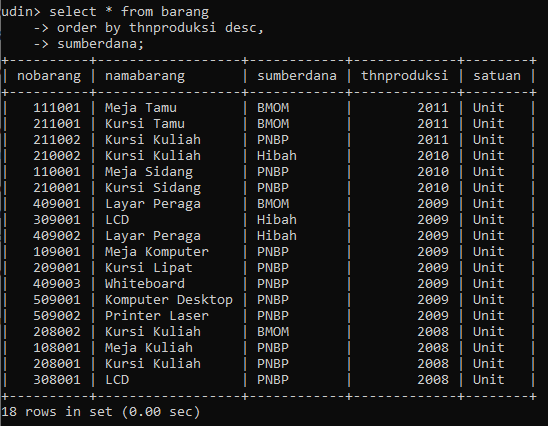 udin> select * from barang
    -> order by thnproduksi desc,
    -> sumberdana;
+----------+------------------+------------+-------------+--------+
| nobarang | namabarang       | sumberdana | thnproduksi | satuan |
+----------+------------------+------------+-------------+--------+
|   111001 | Meja Tamu        | BMOM       |        2011 | Unit   |
|   211001 | Kursi Tamu       | BMOM       |        2011 | Unit   |
|   211002 | Kursi Kuliah     | PNBP       |        2011 | Unit   |
|   210002 | Kursi Kuliah     | Hibah      |        2010 | Unit   |
|   110001 | Meja Sidang      | PNBP       |        2010 | Unit   |
|   210001 | Kursi Sidang     | PNBP       |        2010 | Unit   |
|   409001 | Layar Peraga     | BMOM       |        2009 | Unit   |
|   309001 | LCD              | Hibah      |        2009 | Unit   |
|   409002 | Layar Peraga     | Hibah      |        2009 | Unit   |
|   109001 | Meja Komputer    | PNBP       |        2009 | Unit   |
|   209001 | Kursi Lipat      | PNBP       |        2009 | Unit   |
|   409003 | Whiteboard       | PNBP       |        2009 | Unit   |
|   509001 | Komputer Desktop | PNBP       |        2009 | Unit   |
|   509002 | Printer Laser    | PNBP       |        2009 | Unit   |
|   208002 | Kursi Kuliah     | BMOM       |        2008 | Unit   |
|   108001 | Meja Kuliah      | PNBP       |        2008 | Unit   |
|   208001 | Kursi Kuliah     | PNBP       |        2008 | Unit   |
|   308001 | LCD              | PNBP       |        2008 | Unit   |
+----------+------------------+------------+-------------+--------+
18 rows in set (0.00 sec)